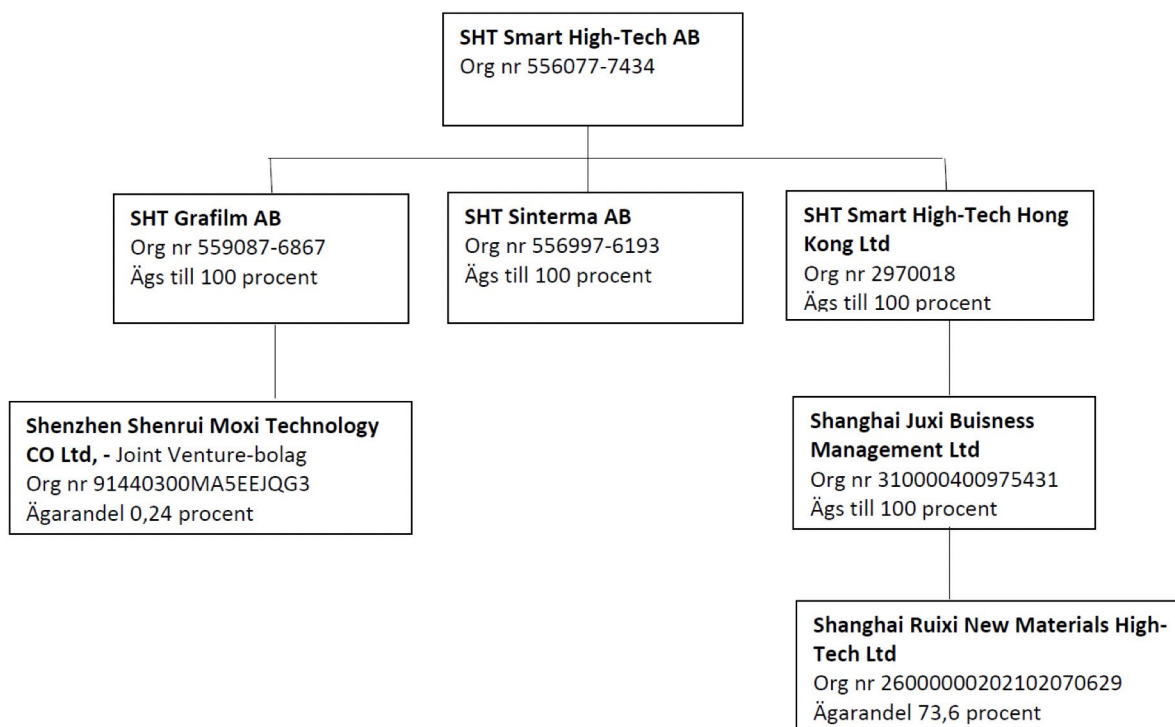 SHT Smart High-Tech AB
Org nr 556077-7434
SHT Grafilm AB
Org nr 559087-6867
Ägs till 100 procent
SHT Sinterma AB
Org nr 556997-6193
Ägs till 100 procent
SHT Smart High-Tech Hong
Kong Ltd
Org nr 2970018
Ägs till 100 procent
Shenzhen Shenrui Moxi Technology
CO Ltd, - Joint Venture-bolag
Org nr 91440300MA5EEJQG3
Ägarandel 0,24 procent
Shanghai Juxi Buisness
Management Ltd
Org nr 310000400975431
Ägs till 100 procent
Shanghai Ruixi New Materials High-
Tech Ltd
Org nr 26000000202102070629
Ägarandel 73,6 procent